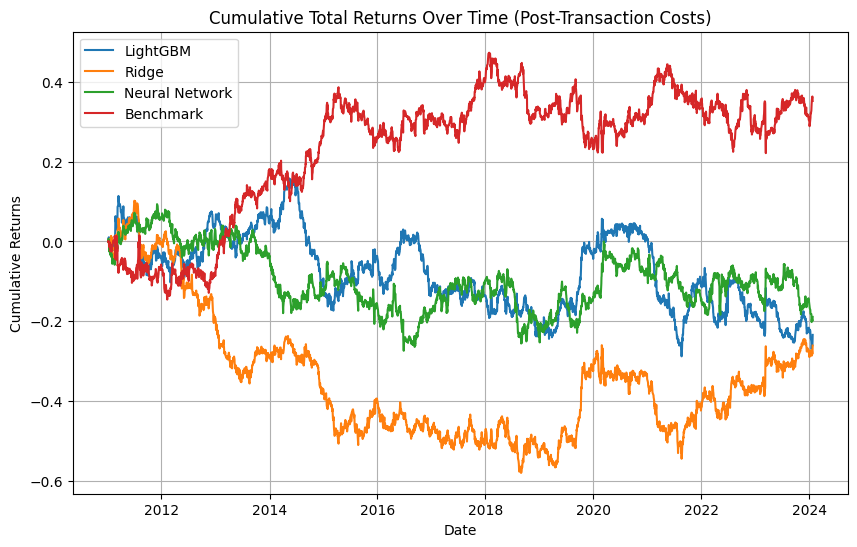 Cumulative Total Returns Over Time (Post-Transaction Costs)
LightGBM
Ridge
Neural Network
Benchmark
Cumulative Returns
0.4
0.2
0.0
−0.2
−0.4
−0.6
2012
2014
2016
2018
2020
2022
2024
Date